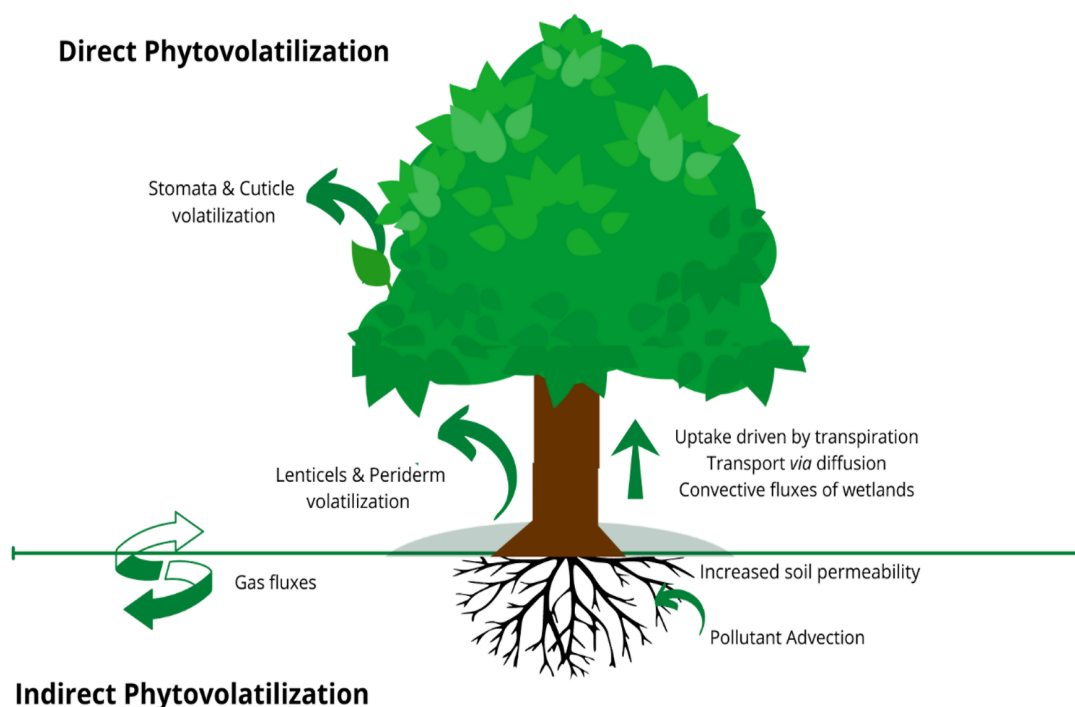 Direct Phytovolatilization
Stomata & Cuticle
volatilization
Uptake driven by transpiration
Transport via diffusion
Convective fluxes of wetlands
Lenticels & Periderm
volatilization
Gas fluxes
Increased soil permeability
Pollutant Advection
Indirect Phytovolatilization